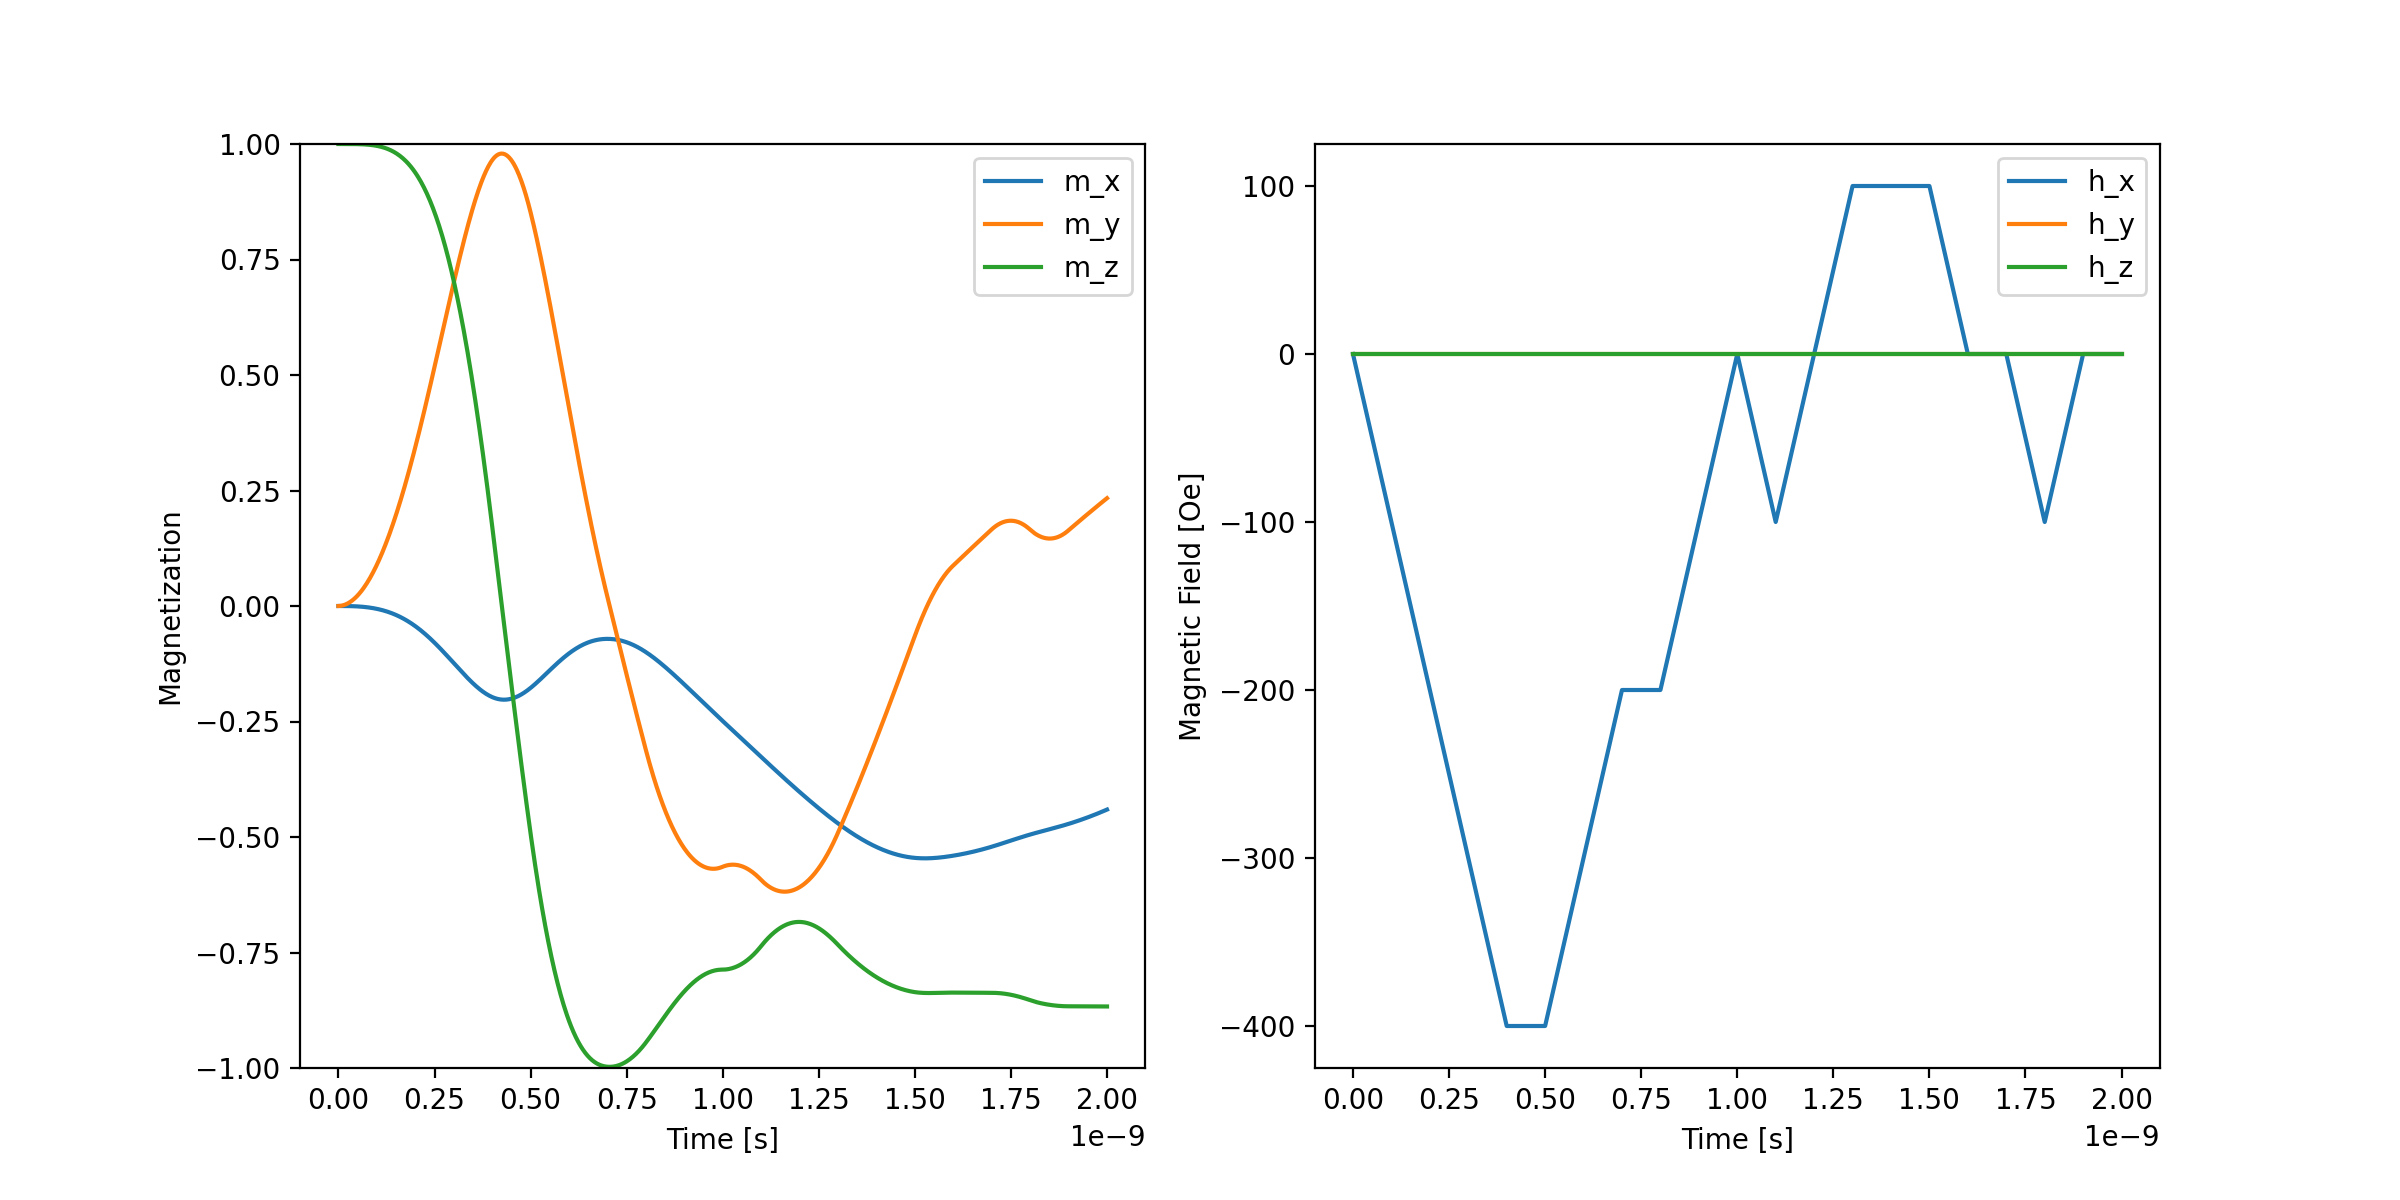 1.00
0.75
0.50
0.25
0.00
−0.25
−0.50
−0.75
−1.00
Magnetization
0.00 0.25 0.50 0.75 1.00 1.25 1.50 1.75 2.00
Time [s]
1e−9
m_x
m_y
m_z
100
0
−100
−200
−300
−400
Magnetic Field [Oe]
0.00 0.25 0.50 0.75 1.00 1.25 1.50 1.75 2.00
Time [s]
1e−9
h_x
h_y
h_z